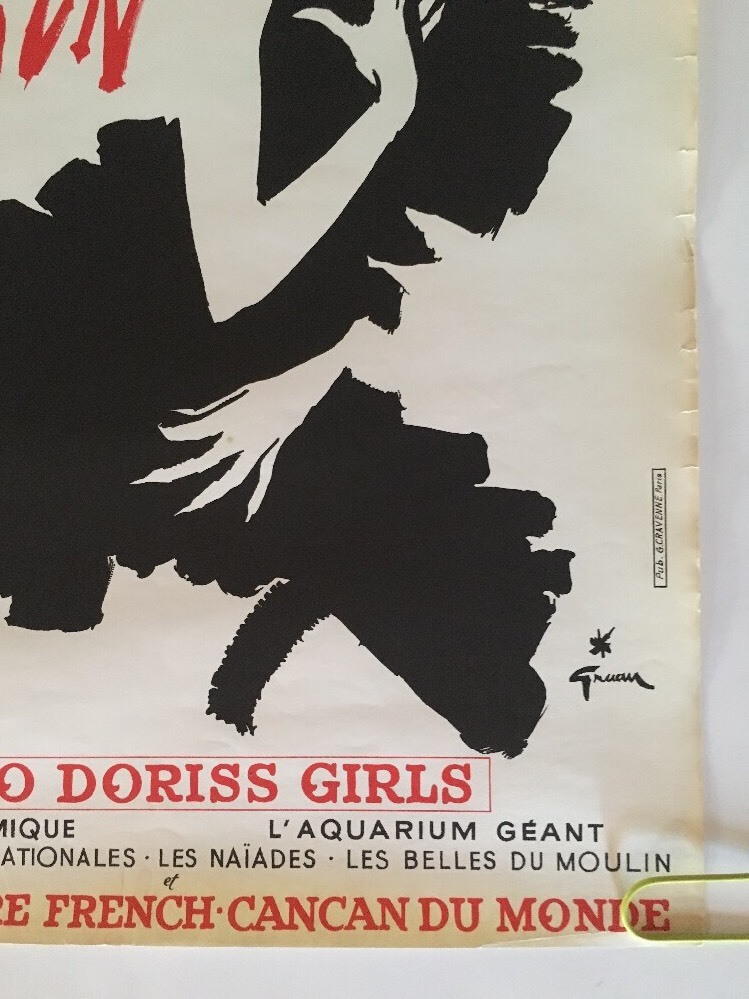 Pub. G.CRAVENNE.Paris
Gruau
O DORISS GIRLS
MIQUE L'AQUARIUM GÉANT
ATIONALES · LES NAÏADES · LES BELLES DU MOULIN
et
RE FRENCH·CANCAN DU MONDE